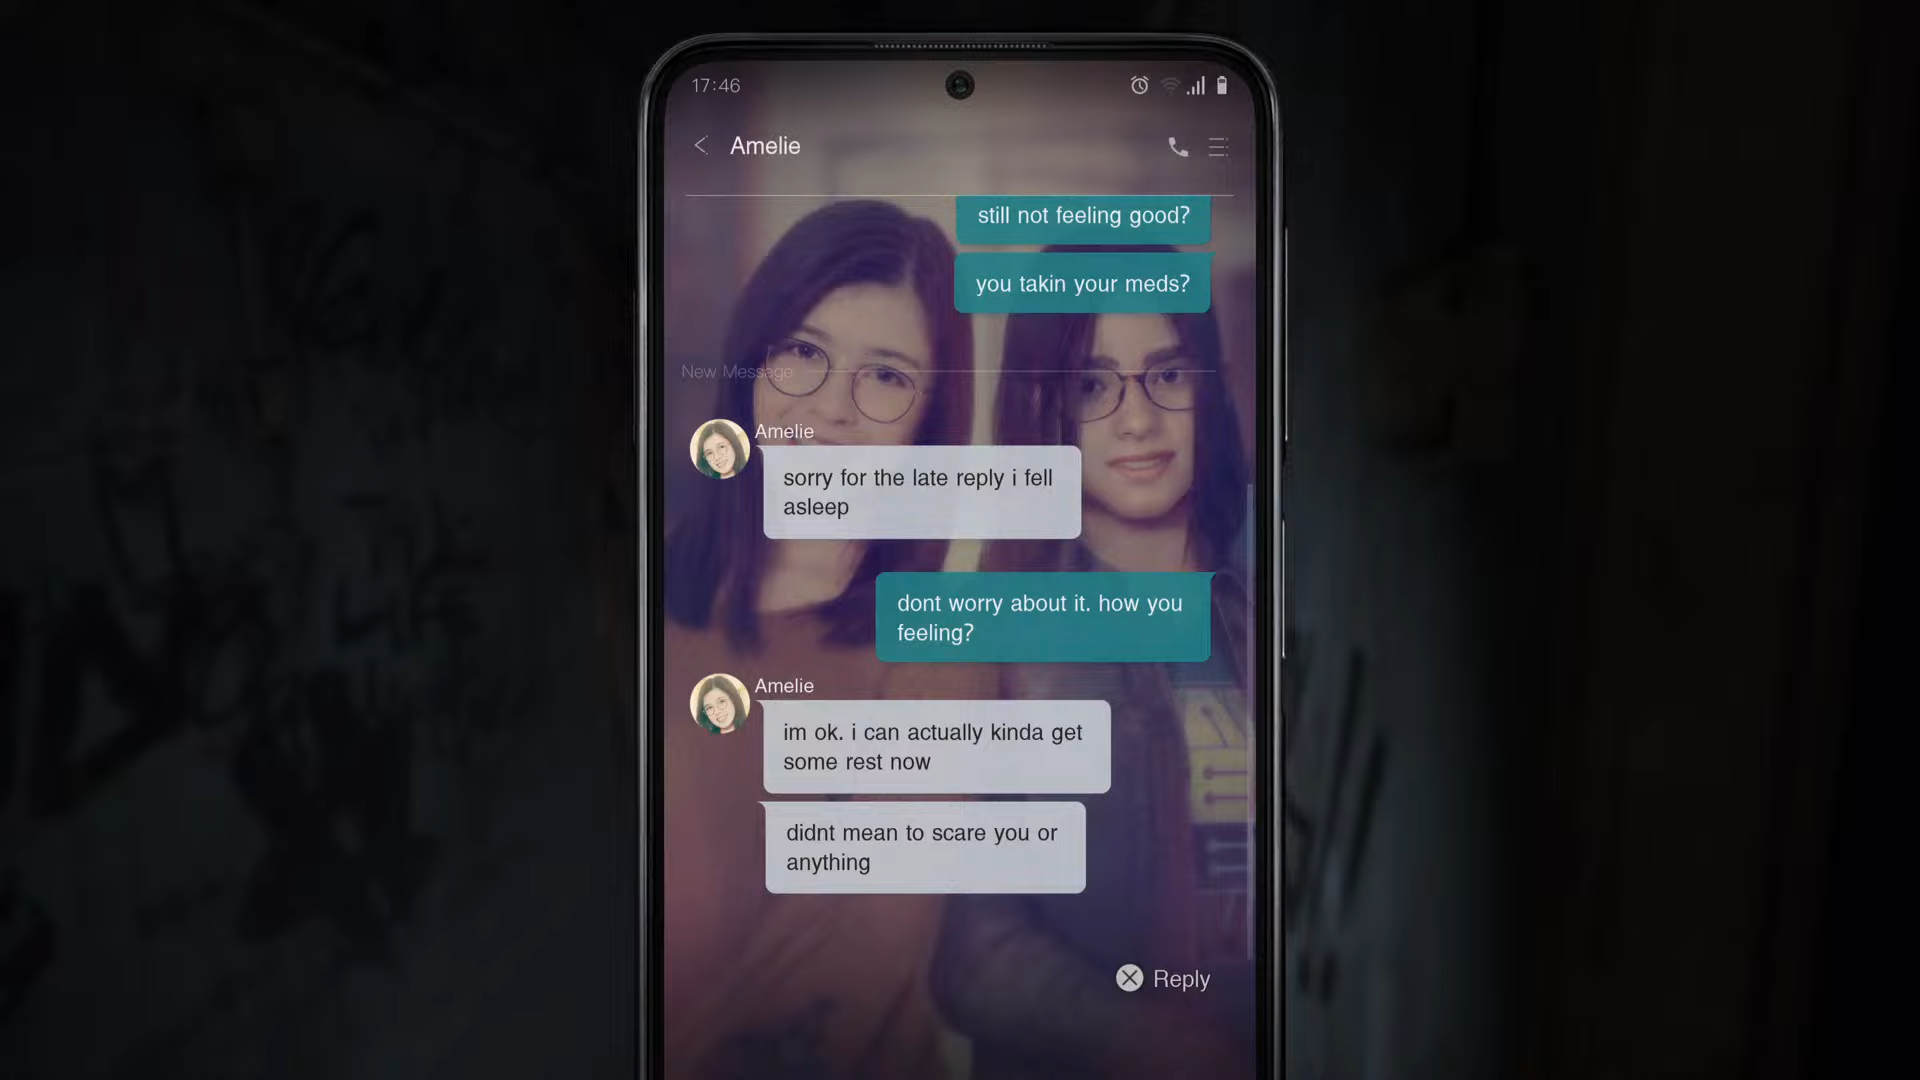 17:46
Amelie
still not feeling good?
you takin your meds?
New Message
Amelie
sorry for the late reply i fell
asleep
dont worry about it. how you
feeling?
Amelie
im ok. i can actually kinda get
some rest now
didnt mean to scare you or
anything
Reply